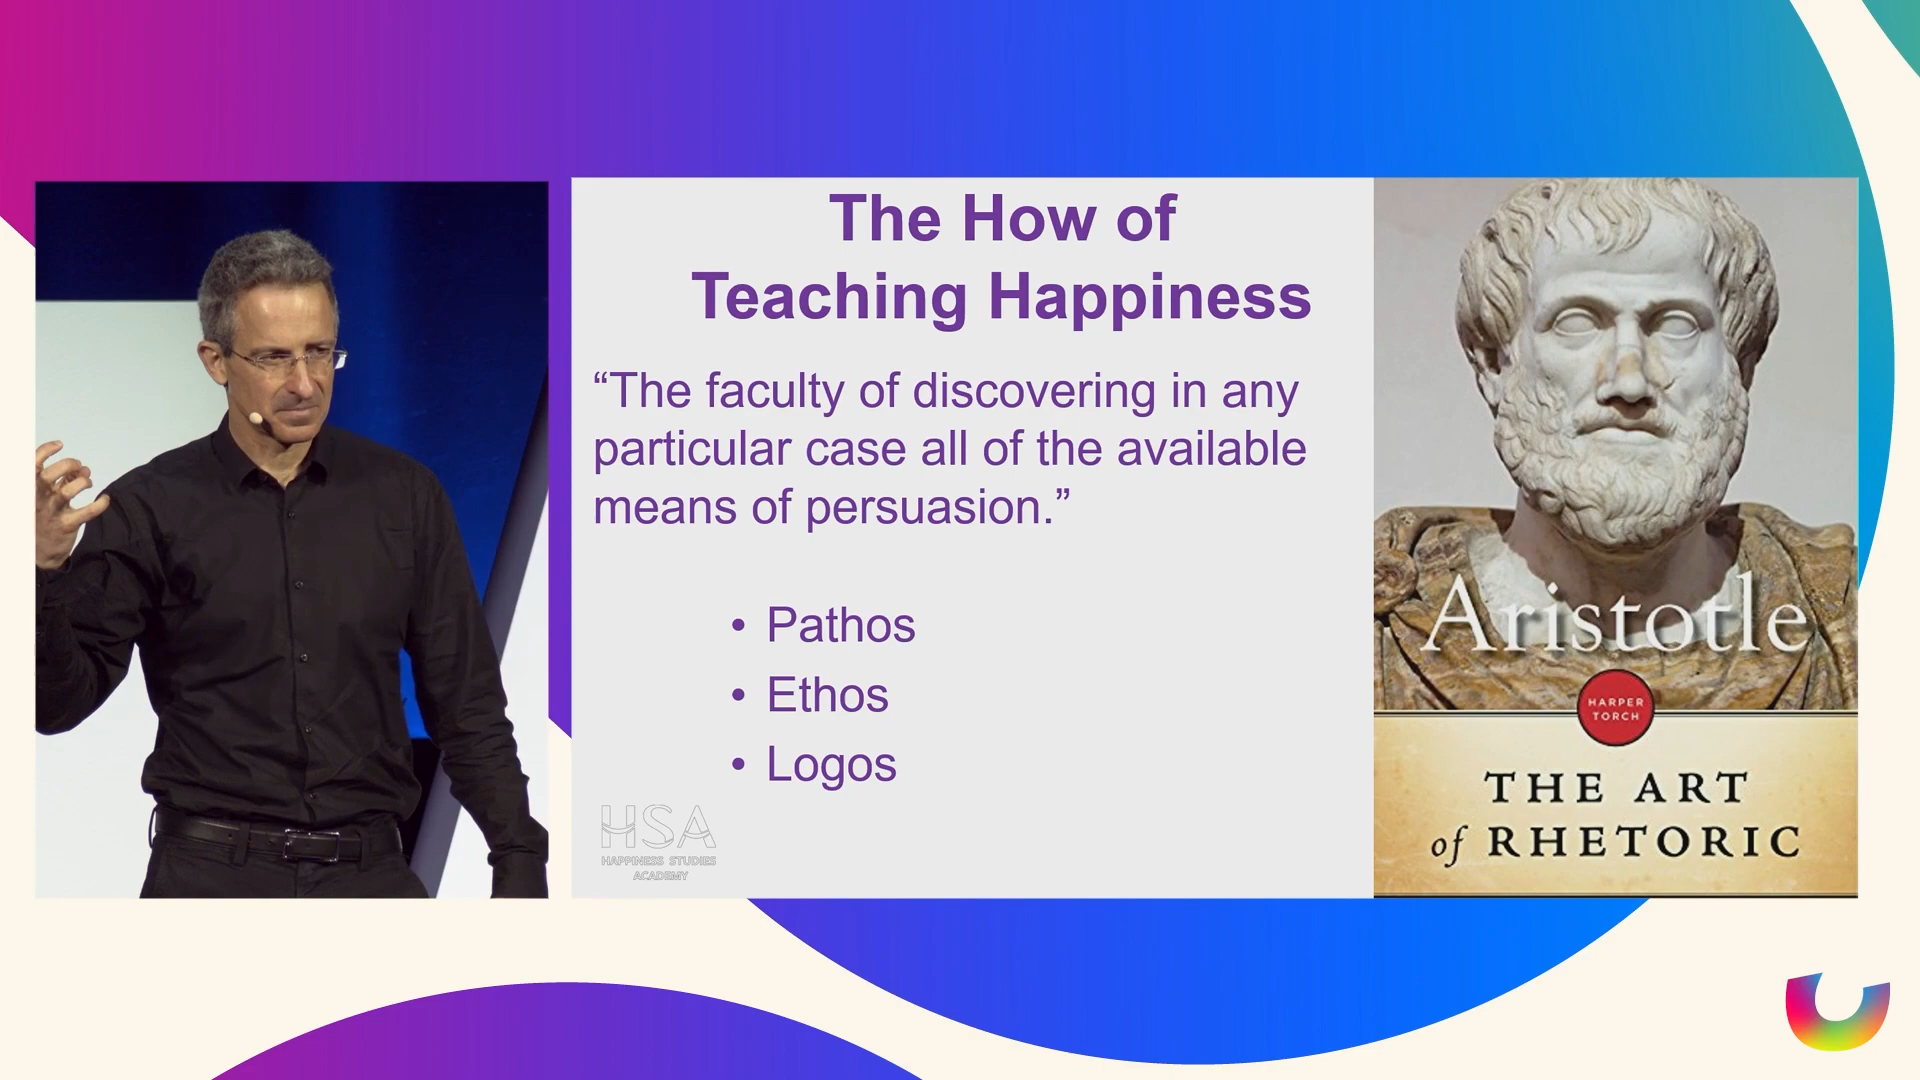 The How of
Teaching Happiness
“The faculty of discovering in any
particular case all of the available
means of persuasion.”
• Pathos
• Ethos
• Logos
HSA
HAPPINESS STUDIES
ACADEMY
Aristotle
HARPER
TORCH
THE ART
of RHETORIC